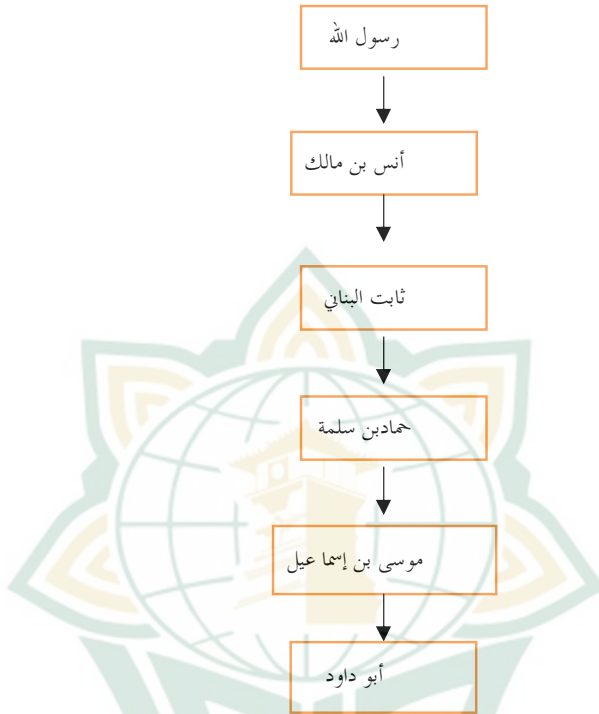 رسول الله
أنس بن مالك
ثابت البناني
حمادبن سلمة
موسى بن إسما عيل
أبو داود